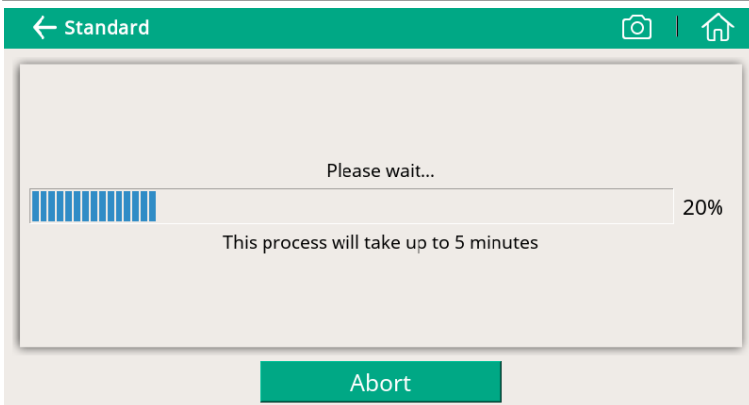 Standard
Please wait...
20%
This process will take up to 5 minutes
Abort